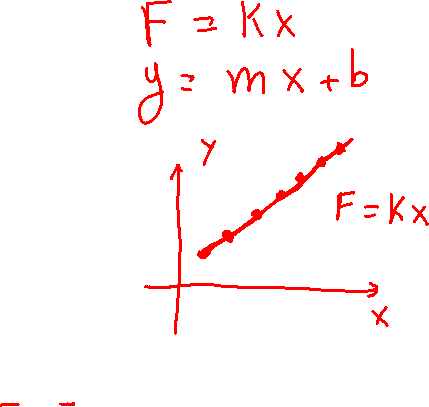 F = Kx
y = mx + b
y
F = Kx
x